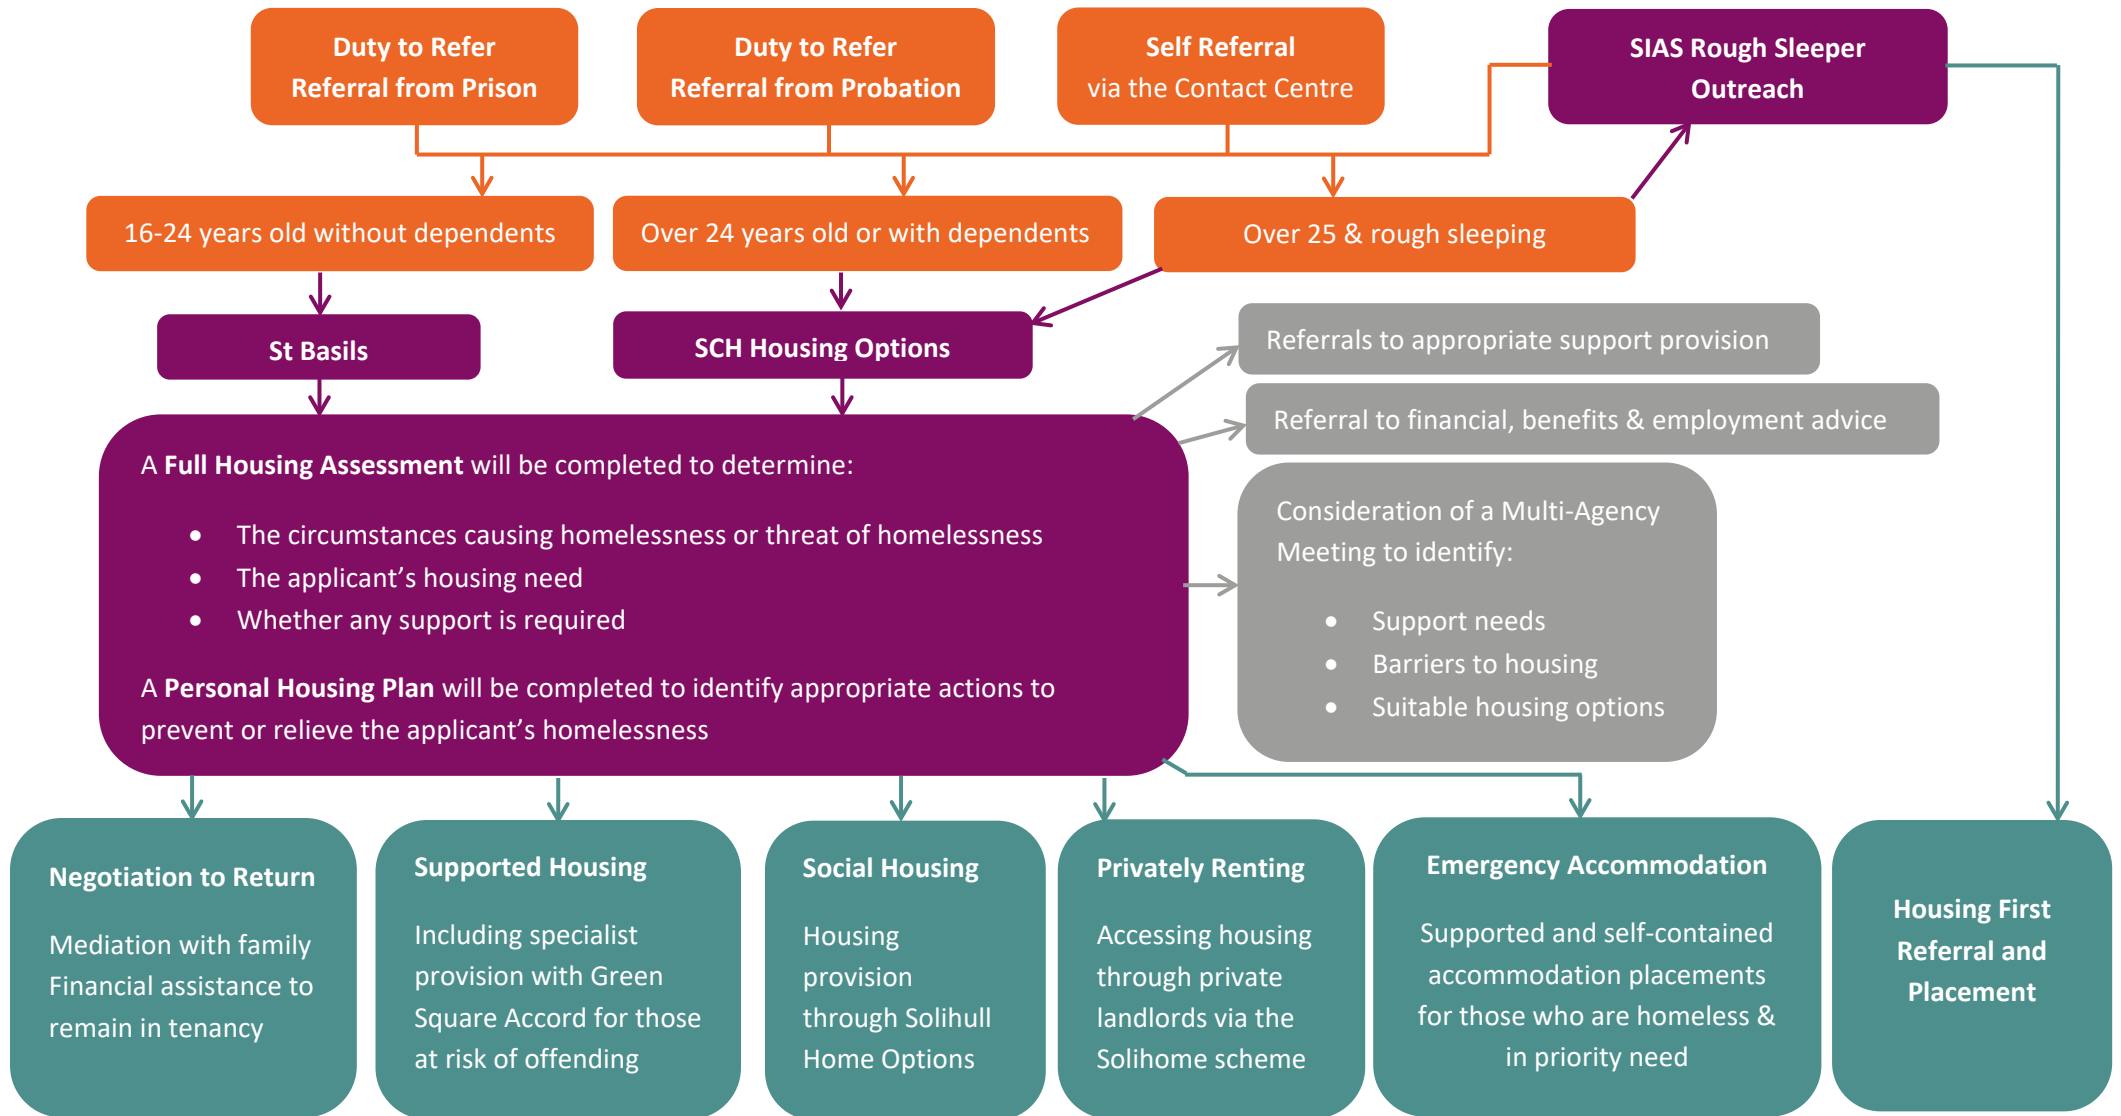 Duty to Refer
Referral from Prison
Duty to Refer
Referral from Probation
Self Referral
via the Contact Centre
SIAS Rough Sleeper
Outreach
16-24 years old without dependents
Over 24 years old or with dependents
Over 25 & rough sleeping
St Basils
SCH Housing Options
Referrals to appropriate support provision
Referral to financial, benefits & employment advice
A Full Housing Assessment will be completed to determine:
• The circumstances causing homelessness or threat of homelessness
• The applicant’s housing need
• Whether any support is required
A Personal Housing Plan will be completed to identify appropriate actions to
prevent or relieve the applicant’s homelessness
Consideration of a Multi-Agency
Meeting to identify:
• Support needs
• Barriers to housing
• Suitable housing options
Negotiation to Return
Mediation with family
Financial assistance to
remain in tenancy
Supported Housing
Including specialist
provision with Green
Square Accord for those
at risk of offending
Social Housing
Housing
provision
through Solihull
Home Options
Privately Renting
Accessing housing
through private
landlords via the
Solihome scheme
Emergency Accommodation
Supported and self-contained
accommodation placements
for those who are homeless &
in priority need
Housing First
Referral and
Placement